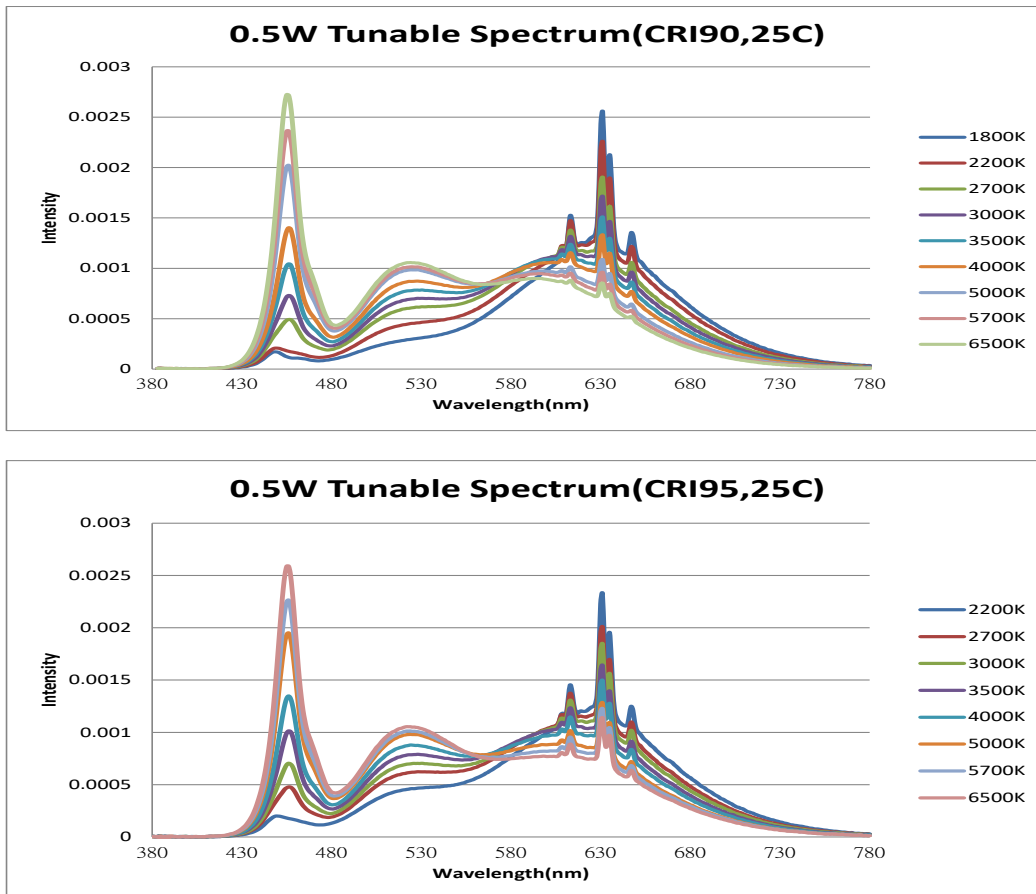 0.5W Tunable Spectrum(CRI90,25C)
0.003
0.0025
0.002
0.0015
0.001
0.0005
0
Intensity
380 430 480 530 580 630 680 730 780
Wavelength(nm)
1800K
2200K
2700K
3000K
3500K
4000K
5000K
5700K
6500K
0.5W Tunable Spectrum(CRI95,25C)
0.003
0.0025
0.002
0.0015
0.001
0.0005
0
Intensity
380 430 480 530 580 630 680 730 780
Wavelength(nm)
2200K
2700K
3000K
3500K
4000K
5000K
5700K
6500K